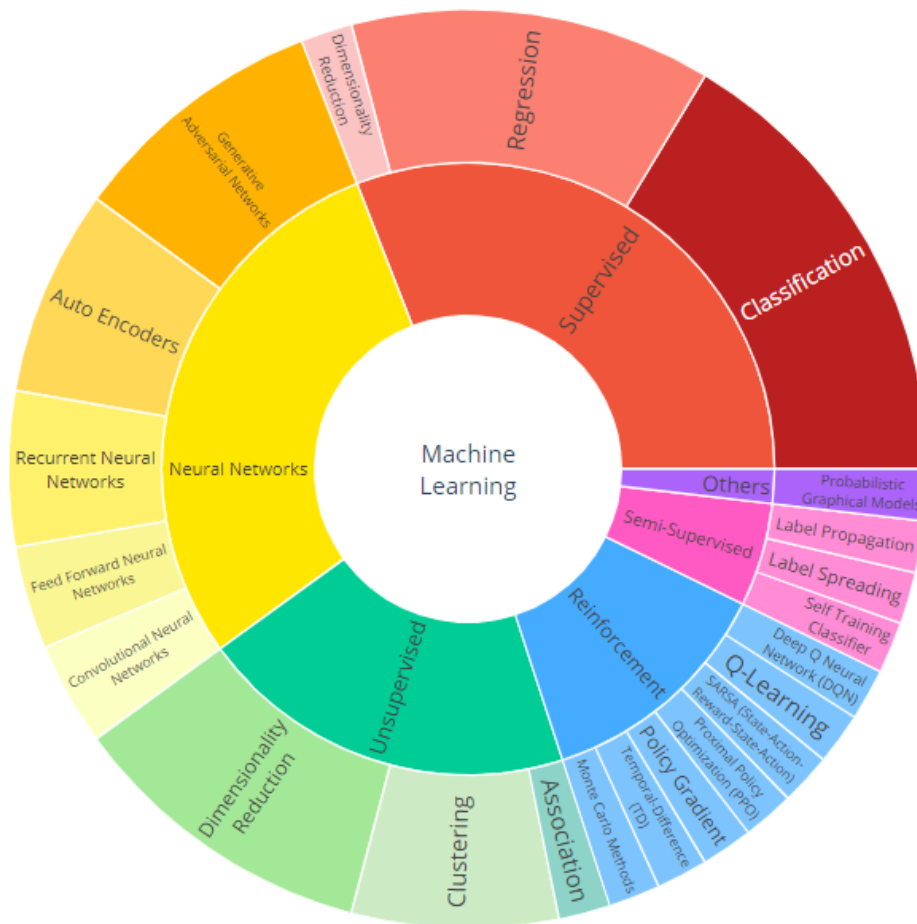 Machine
Learning
Supervised
Classification
Regression
Dimensionality
Reduction
Neural Networks
Generative
Adversarial Networks
Auto Encoders
Recurrent Neural
Networks
Feed Forward Neural
Networks
Convolutional Neural
Networks
Unsupervised
Dimensionality
Reduction
Clustering
Association
Reinforcement
Monte Carlo Methods
Temporal-Difference
(TD)
Policy Gradient
Proximal Policy
Optimization (PPO)
SARSA (State-Action-
Reward-State-Action)
Q-Learning
Deep Q Neural
Network (DQN)
Semi-Supervised
Self Training
Classifier
Label Spreading
Label Propagation
Others
Probabilistic
Graphical Models